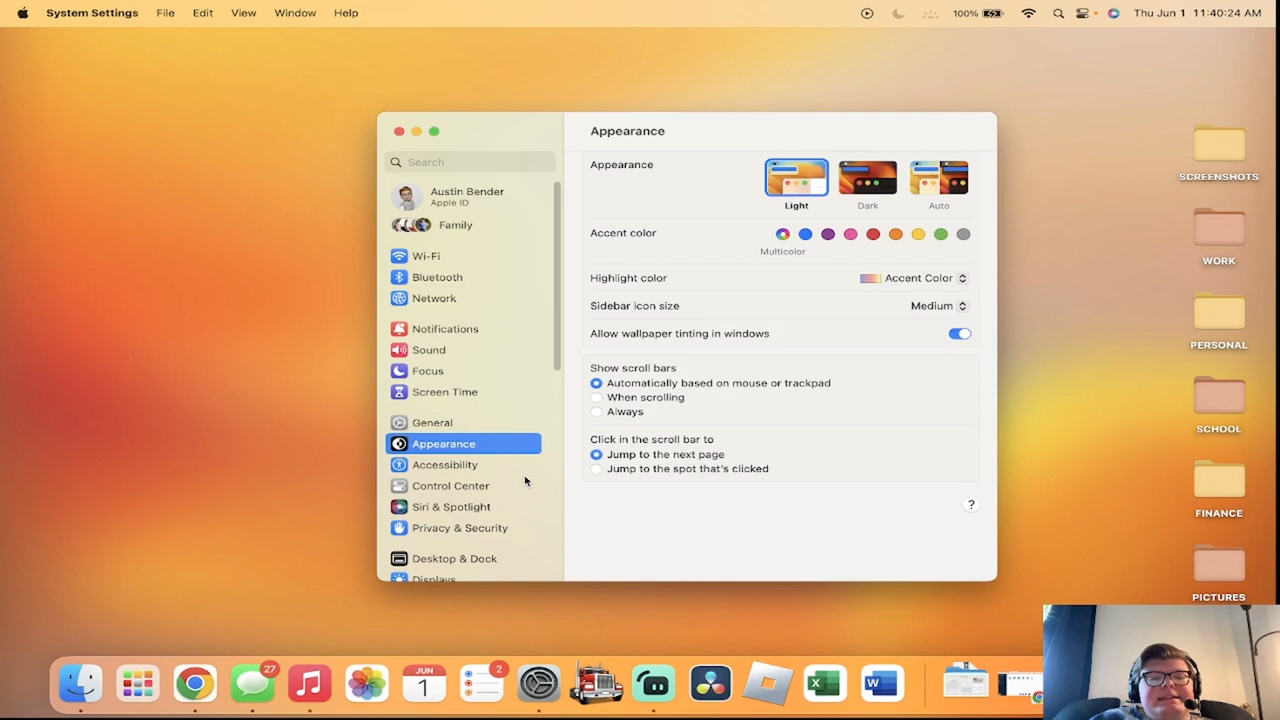 System Settings File Edit View Window Help 100% Thu Jun 1 11:40:24 AM
Search
Austin Bender
Apple ID
Family
Wi-Fi
Bluetooth
Network
Notifications
Sound
Focus
Screen Time
General
Appearance
Accessibility
Control Center
Siri & Spotlight
Privacy & Security
Desktop & Dock
Displays
Appearance
Appearance
Light Dark Auto
Accent color
Multicolor
Highlight color Accent Color
Sidebar icon size Medium
Allow wallpaper tinting in windows
Show scroll bars
Automatically based on mouse or trackpad
When scrolling
Always
Click in the scroll bar to
Jump to the next page
Jump to the spot that's clicked
?
SCREENSHOTS
WORK
PERSONAL
SCHOOL
FINANCE
PICTURES
27
JUN
1
2
X
W